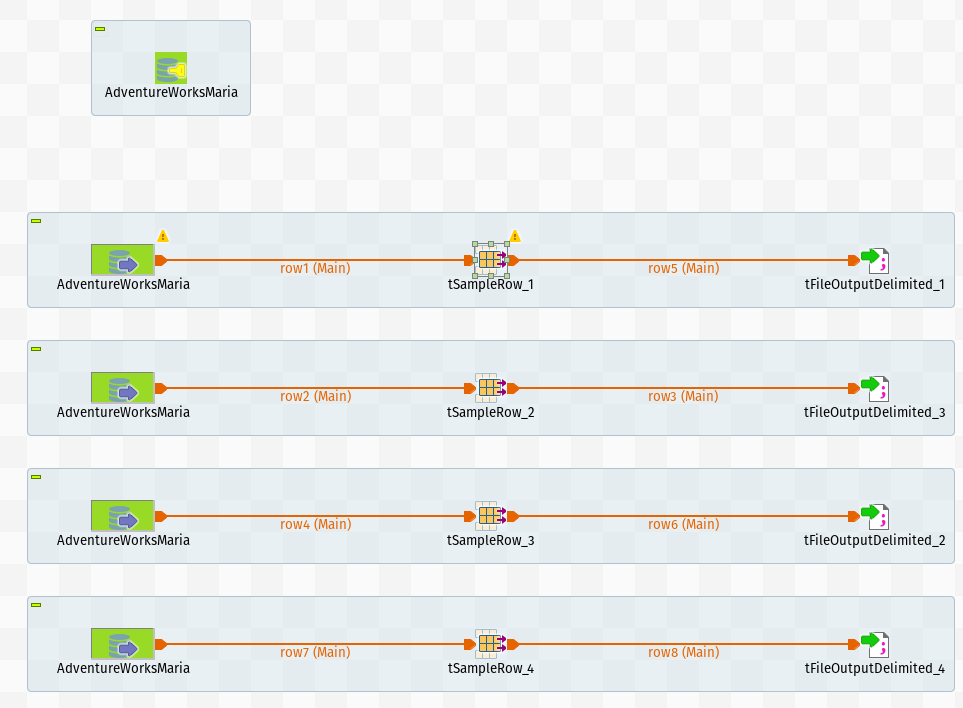 AdventureWorksMaria
row1 (Main)
row5 (Main)
AdventureWorksMaria
tSampleRow_1
tFileOutputDelimited_1
row2 (Main)
row3 (Main)
AdventureWorksMaria
tSampleRow_2
tFileOutputDelimited_3
row4 (Main)
row6 (Main)
AdventureWorksMaria
tSampleRow_3
tFileOutputDelimited_2
row7 (Main)
row8 (Main)
AdventureWorksMaria
tSampleRow_4
tFileOutputDelimited_4